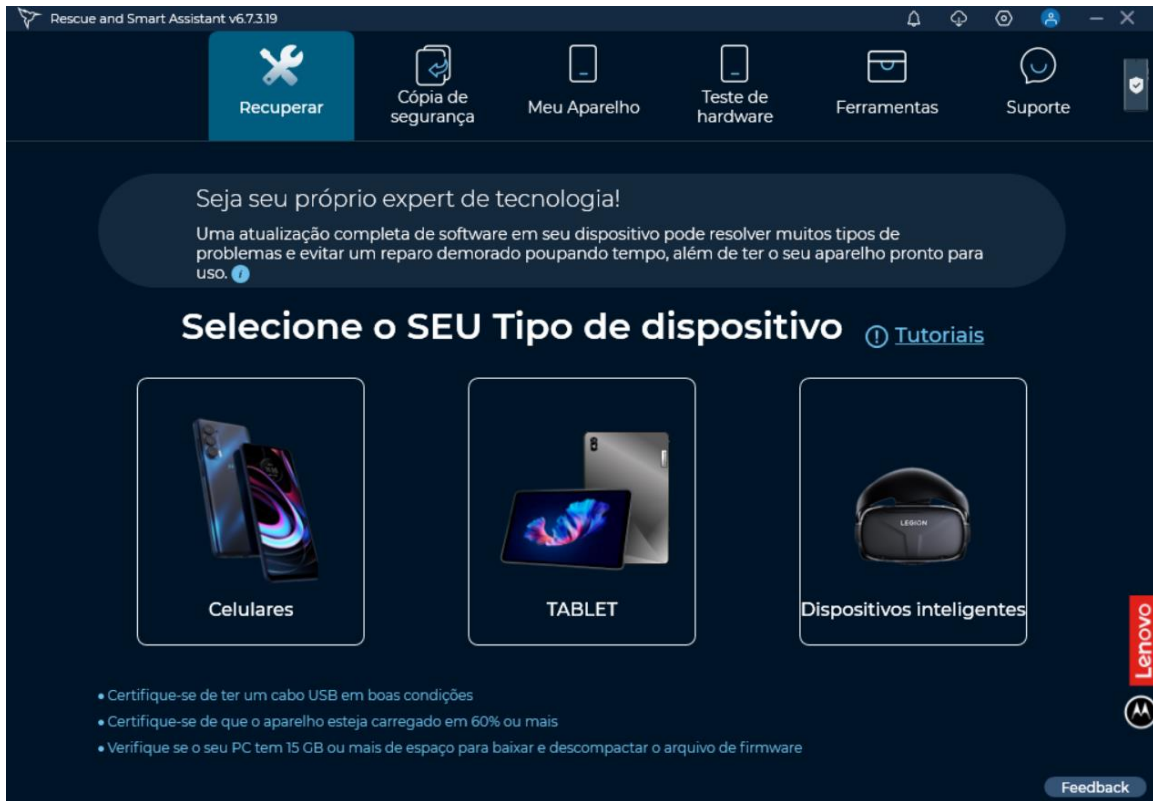 Rescue and Smart Assistant v6.7.3.19
Recuperar
Cópia de
segurança
Meu Aparelho
Teste de
hardware
Ferramentas
Suporte
Seja seu próprio expert de tecnologia!
Uma atualização completa de software em seu dispositivo pode resolver muitos tipos de
problemas e evitar um reparo demorado poupando tempo, além de ter o seu aparelho pronto para
uso.
Selecione o SEU Tipo de dispositivo
Tutoriais
LEGION
Celulares
TABLET
Dispositivos inteligentes
Lenovo
• Certifique-se de ter um cabo USB em boas condições
• Certifique-se de que o aparelho esteja carregado em 60% ou mais
• Verifique se o seu PC tem 15 GB ou mais de espaço para baixar e descompactar o arquivo de firmware
Feedback